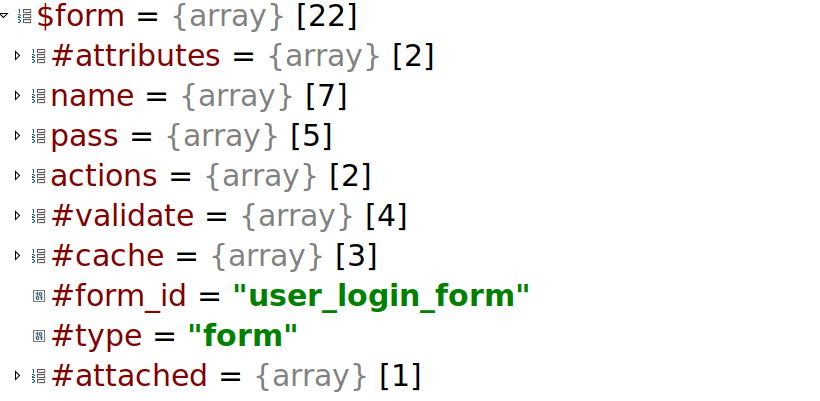 $form = {array} [22]
#attributes = {array} [2]
name = {array} [7]
pass = {array} [5]
actions = {array} [2]
#validate = {array} [4]
#cache = {array} [3]
#form_id = "user_login_form"
#type = "form"
#attached = {array} [1]